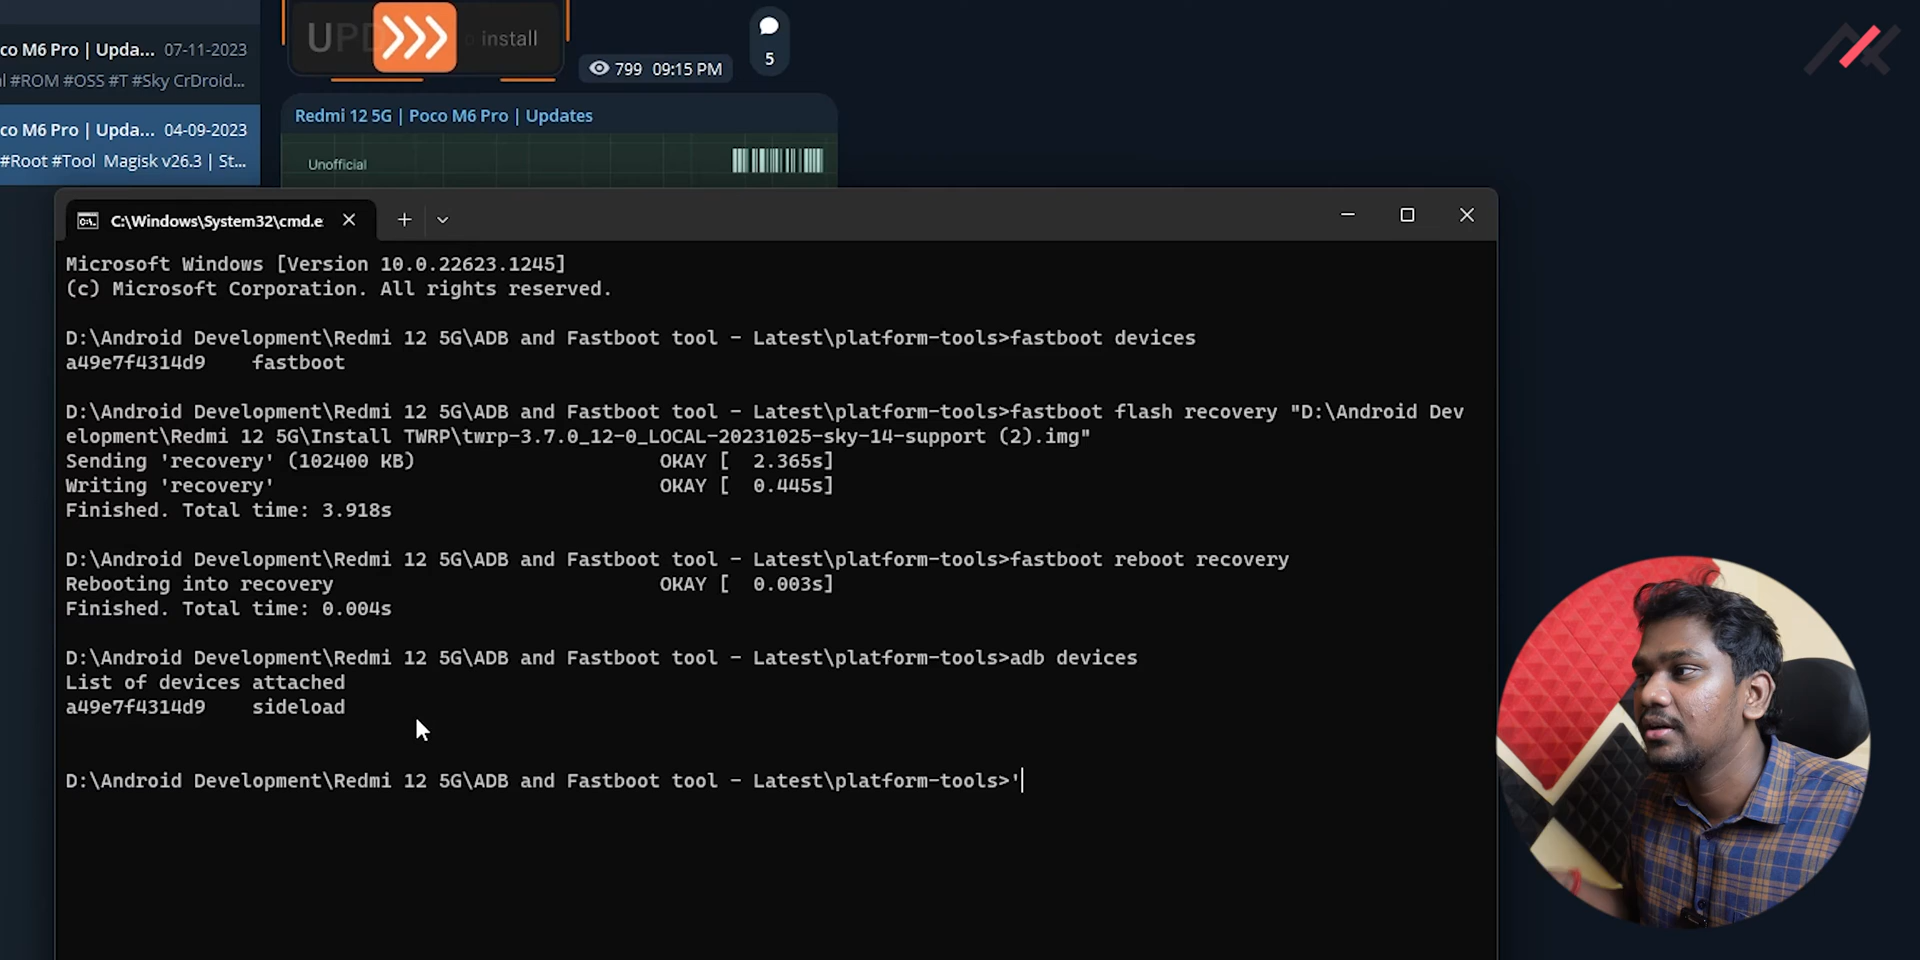 co M6 Pro | Upda... 07-11-2023
al #ROM #OSS #T #Sky CrDroid...
co M6 Pro | Upda... 04-09-2023
#Root #Tool Magisk v26.3 | St...
install
799 09:15 PM
5
Redmi 12 5G | Poco M6 Pro | Updates
Unofficial
C:\Windows\System32\cmd.e
Microsoft Windows [Version 10.0.22623.1245]
(c) Microsoft Corporation. All rights reserved.
D:\Android Development\Redmi 12 5G\ADB and Fastboot tool - Latest\platform-tools>fastboot devices
a49e7f4314d9 fastboot
D:\Android Development\Redmi 12 5G\ADB and Fastboot tool - Latest\platform-tools>fastboot flash recovery "D:\Android Dev
elopment\Redmi 12 5G\Install TWRP\twrp-3.7.0_12-0_LOCAL-20231025-sky-14-support (2).img"
Sending 'recovery' (102400 KB) OKAY [ 2.365s]
Writing 'recovery' OKAY [ 0.445s]
Finished. Total time: 3.918s
D:\Android Development\Redmi 12 5G\ADB and Fastboot tool - Latest\platform-tools>fastboot reboot recovery
Rebooting into recovery OKAY [ 0.003s]
Finished. Total time: 0.004s
D:\Android Development\Redmi 12 5G\ADB and Fastboot tool - Latest\platform-tools>adb devices
List of devices attached
a49e7f4314d9 sideload
D:\Android Development\Redmi 12 5G\ADB and Fastboot tool - Latest\platform-tools>'